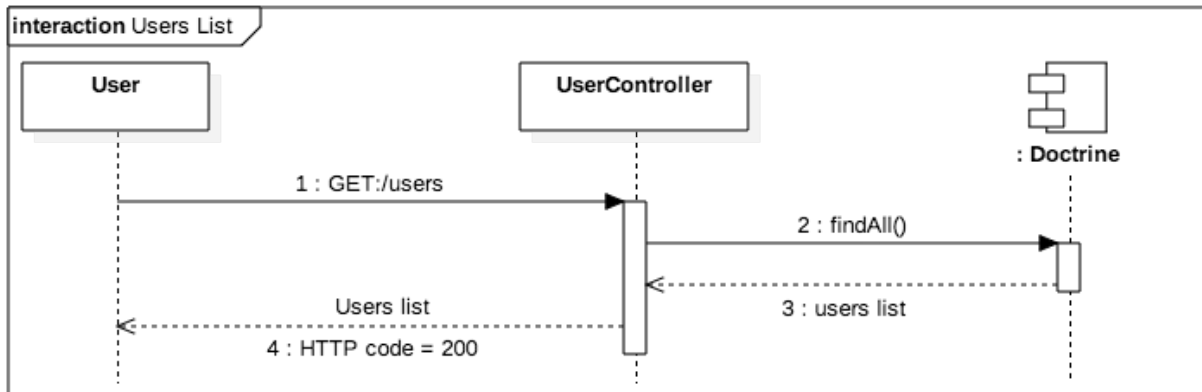 interaction Users List
User
UserController
: Doctrine
1 : GET:/users
2 : findAll()
3 : users list
Users list
4 : HTTP code = 200